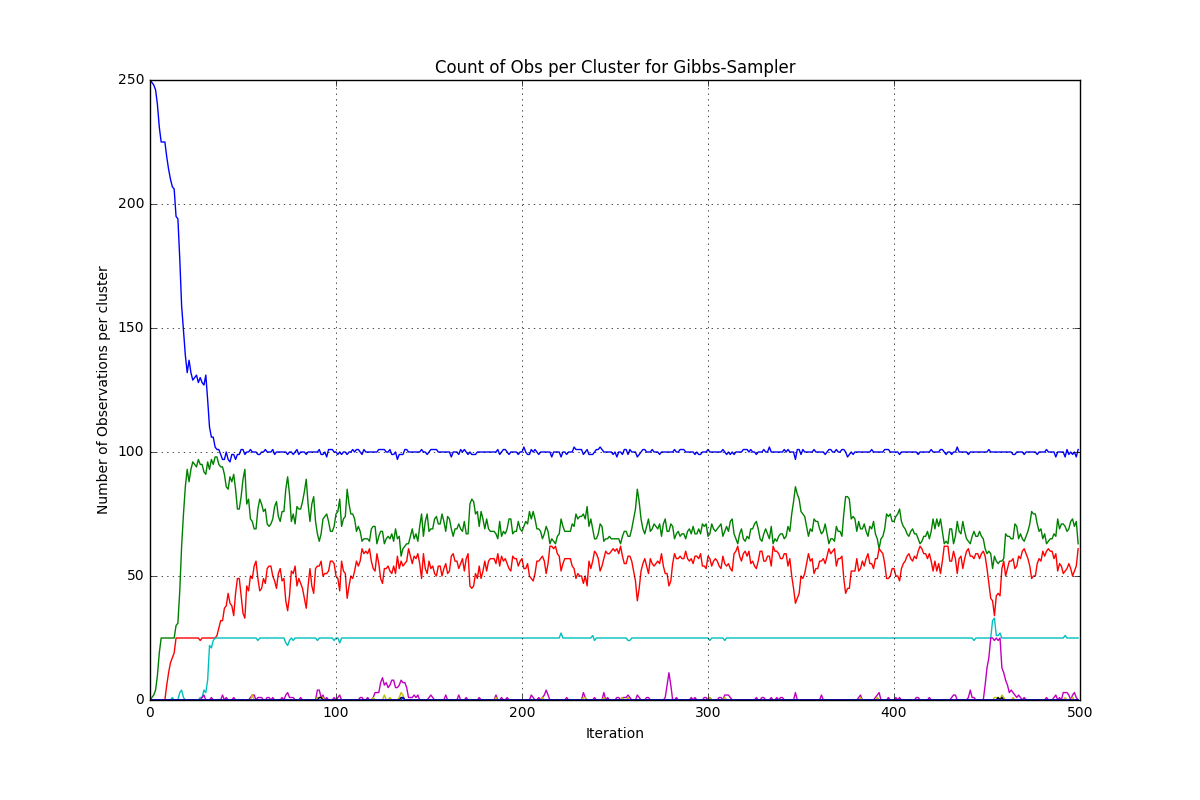 Count of Obs per Cluster for Gibbs-Sampler
250
200
150
100
50
0
Number of Observations per cluster
0 100 200 300 400 500
Iteration